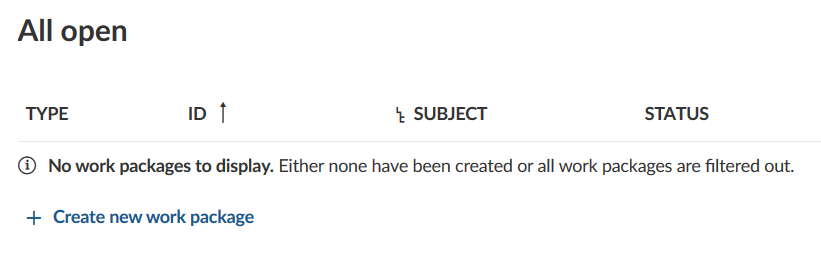 All open
TYPE ID SUBJECT STATUS
No work packages to display. Either none have been created or all work packages are filtered out.
Create new work package